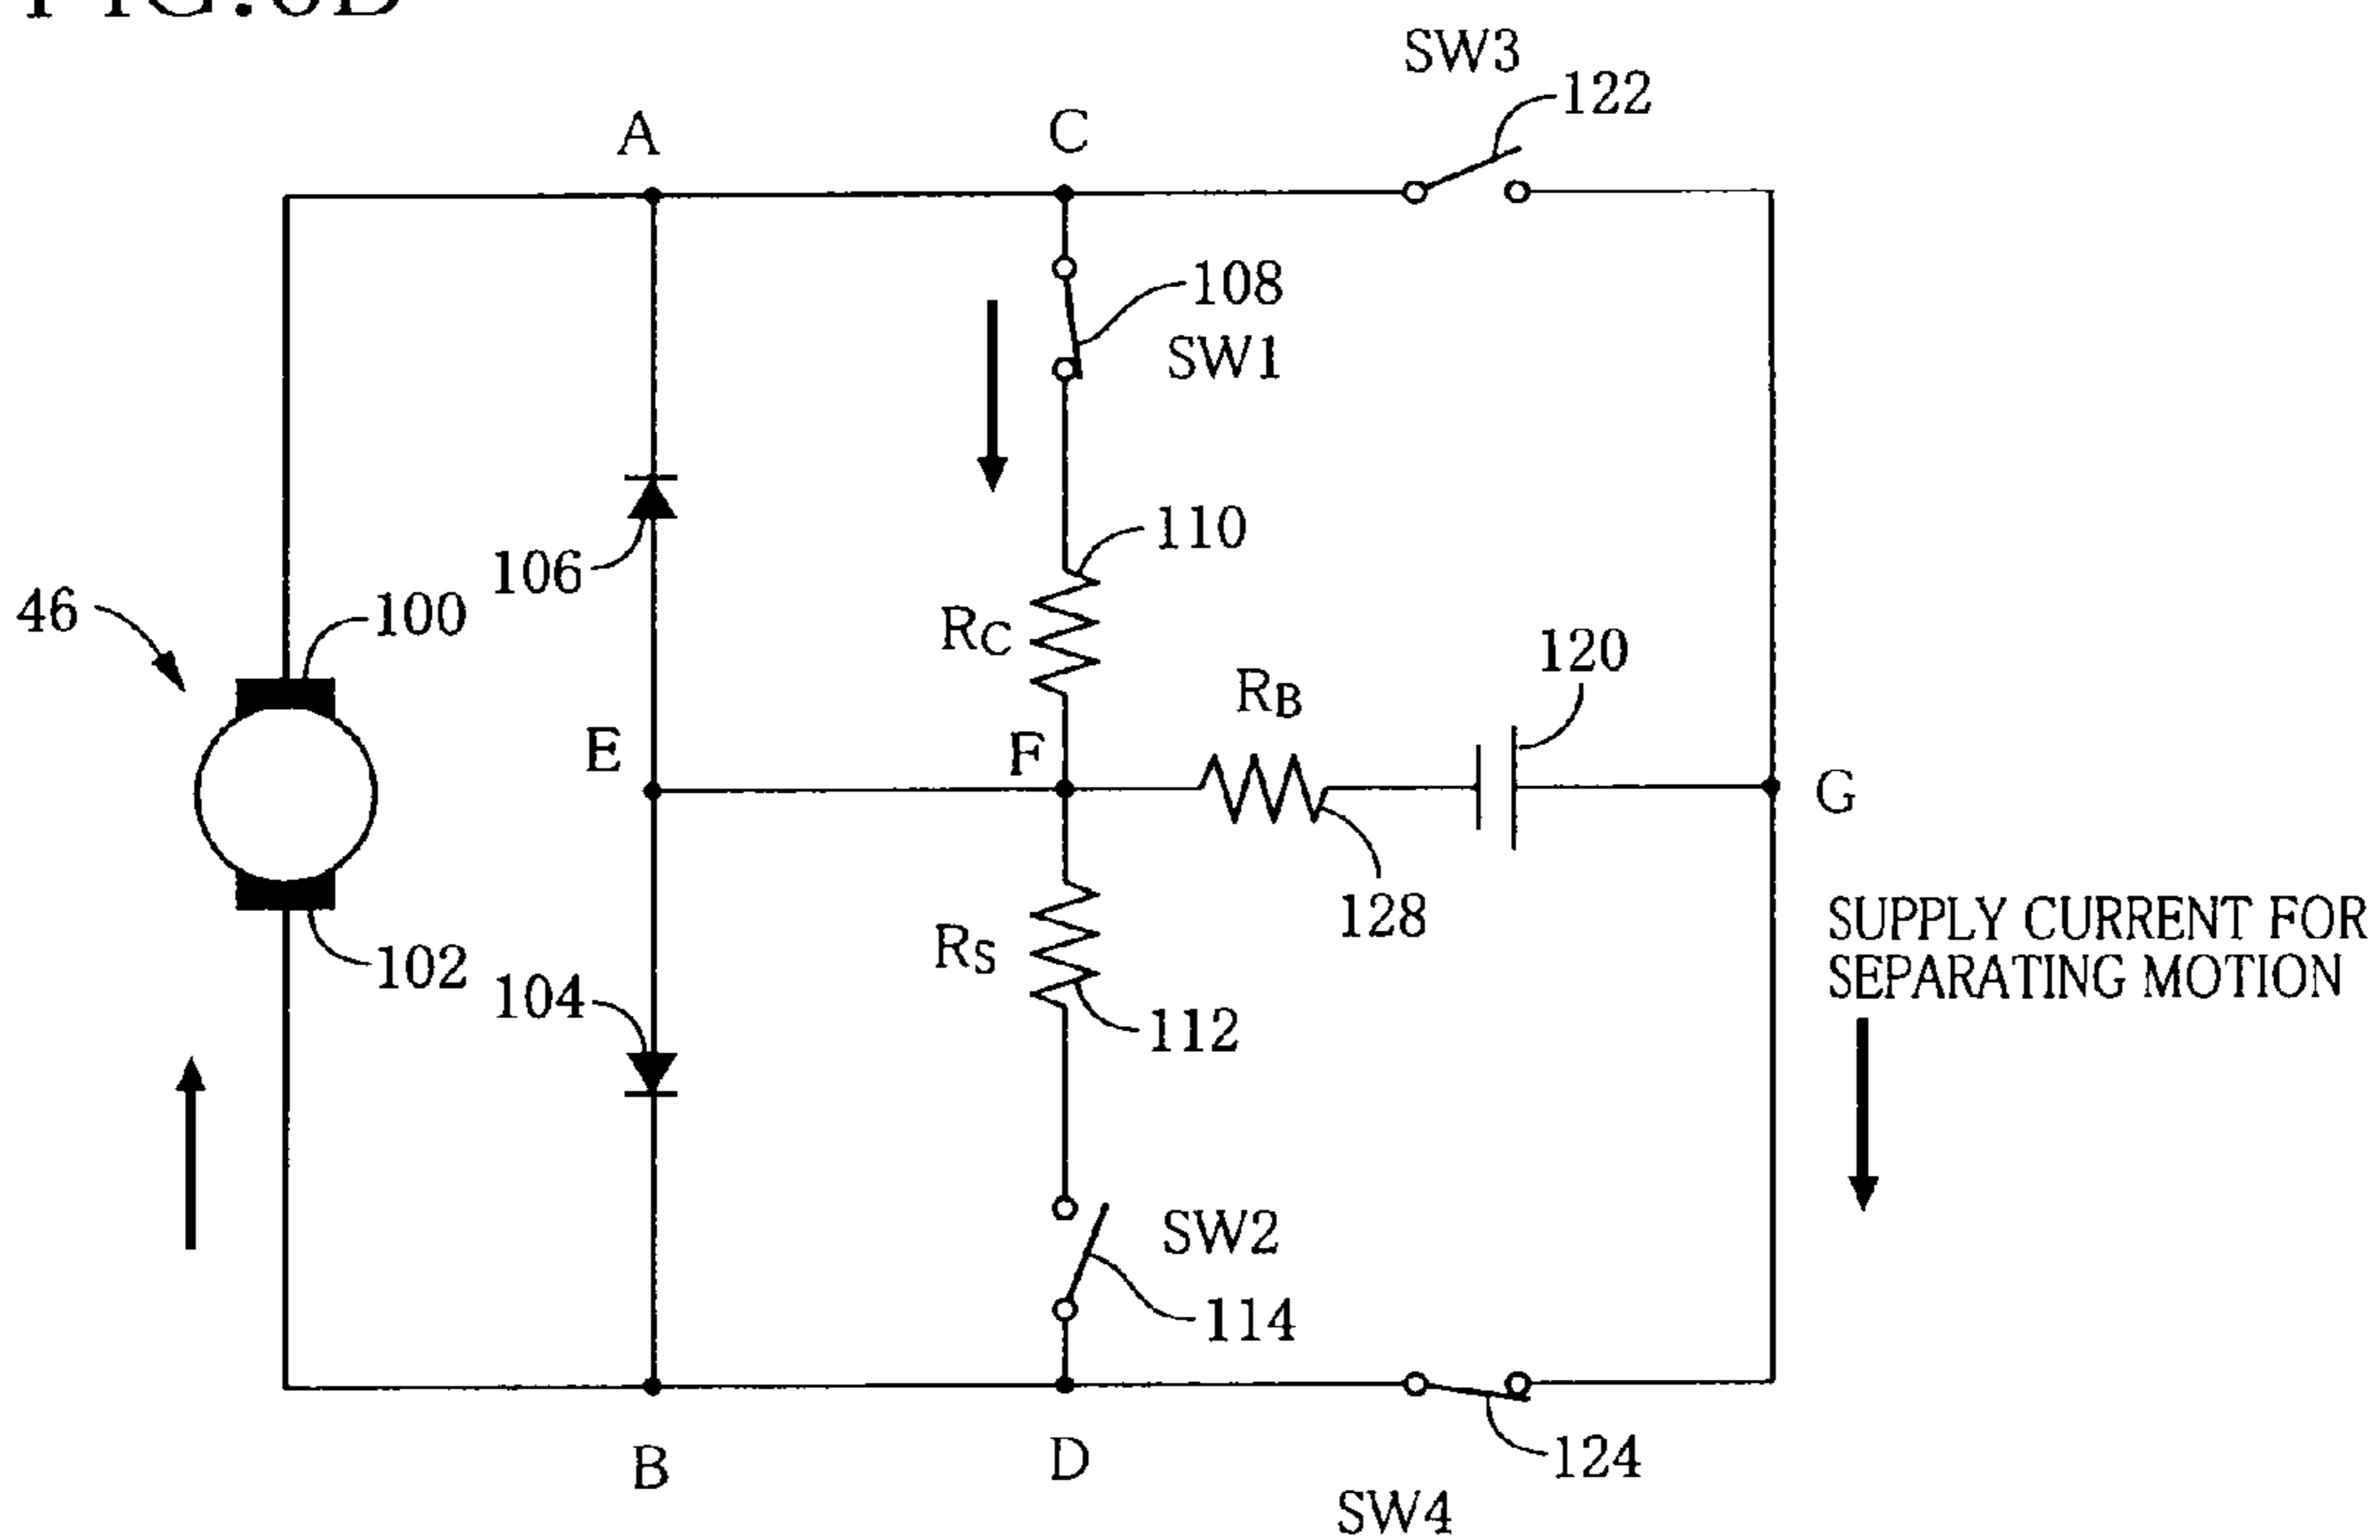 SW3
122
A
C
108
SW1
106
110
RC
46
100
120
RB
E
F
G
128
RS
SUPPLY CURRENT FOR
SEPARATING MOTION
102
104
112
SW2
114
B
D
124
SW4